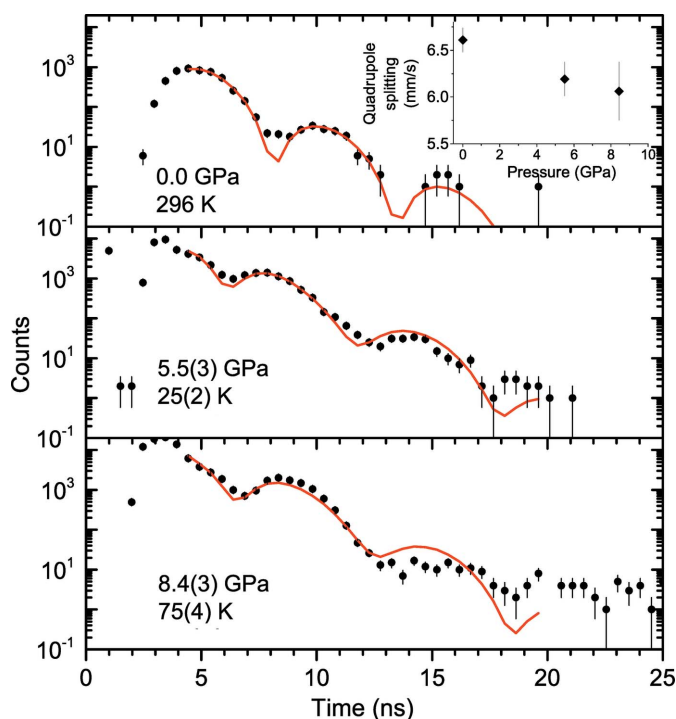 Counts
10³
10¹
10⁻¹
0.0 GPa
296 K
Quadrupole
splitting
(mm/s)
6.5
6.0
5.5
0 2 4 6 8 10
Pressure (GPa)
10³
10¹
10⁻¹
5.5(3) GPa
25(2) K
10³
10¹
10⁻¹
8.4(3) GPa
75(4) K
0 5 10 15 20 25
Time (ns)